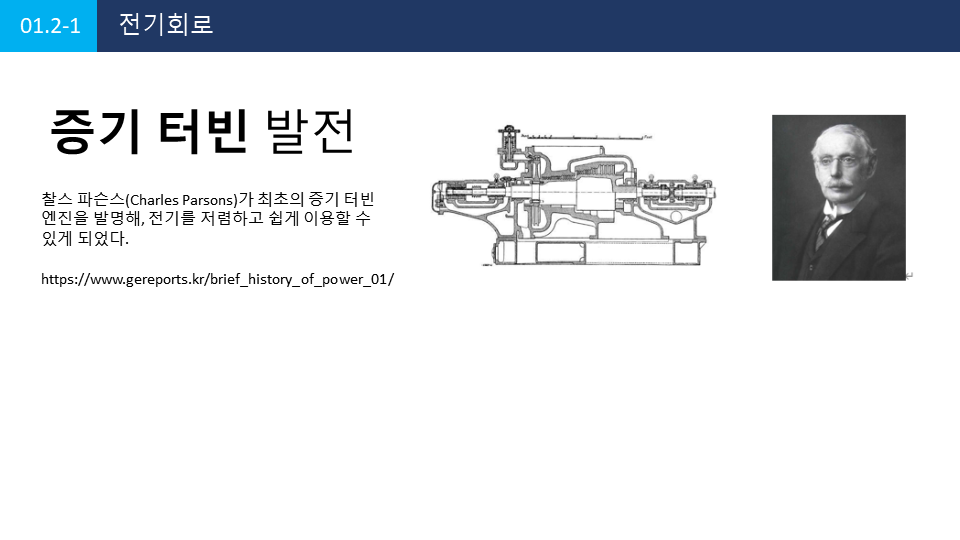 01.2-1
전기회로
증기 터빈 발전
찰스 파슨스(Charles Parsons)가 최초의 증기 터빈
엔진을 발명해, 전기를 저렴하고 쉽게 이용할 수
있게 되었다.
https://www.gereports.kr/brief_history_of_power_01/